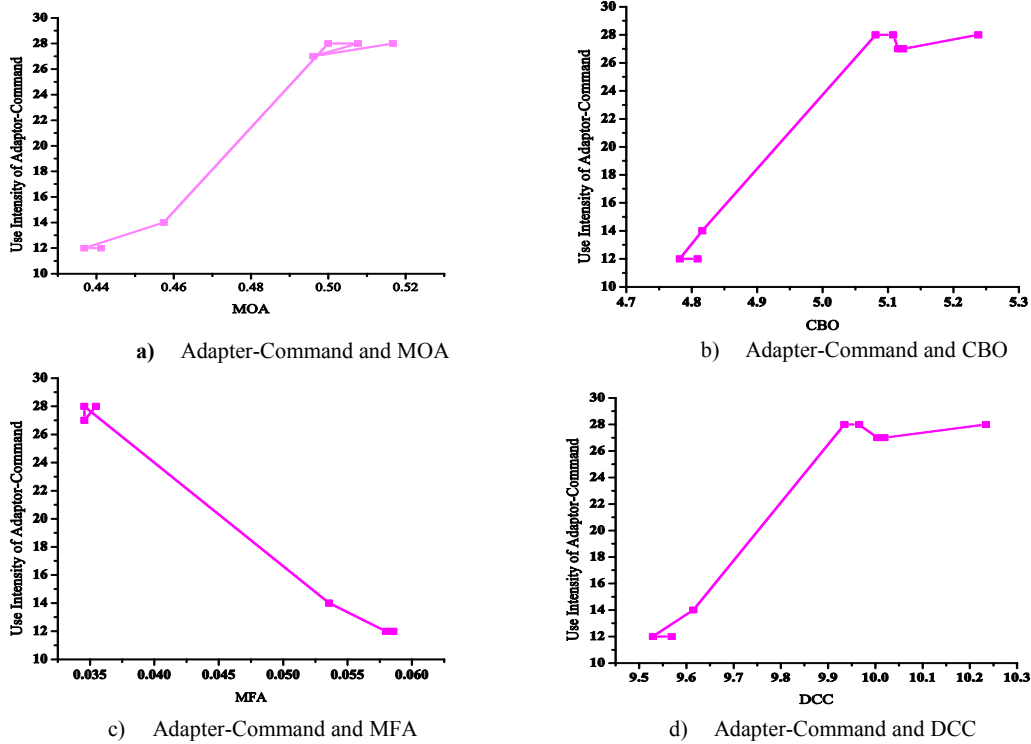 30
28
26
24
22
20
18
16
14
12
10
Use Intensity of Adaptor-Command
0.44 0.46 0.48 0.50 0.52
MOA
a) Adapter-Command and MOA
30
28
26
24
22
20
18
16
14
12
10
Use Intensity of Adaptor-Command
4.7 4.8 4.9 5.0 5.1 5.2 5.3
CBO
b) Adapter-Command and CBO
30
28
26
24
22
20
18
16
14
12
10
Use Intensity of Adaptor-Command
0.035 0.040 0.045 0.050 0.055 0.060
MFA
c) Adapter-Command and MFA
30
28
26
24
22
20
18
16
14
12
10
Use Intensity of Adaptor-Command
9.5 9.6 9.7 9.8 9.9 10.0 10.1 10.2 10.3
DCC
d) Adapter-Command and DCC